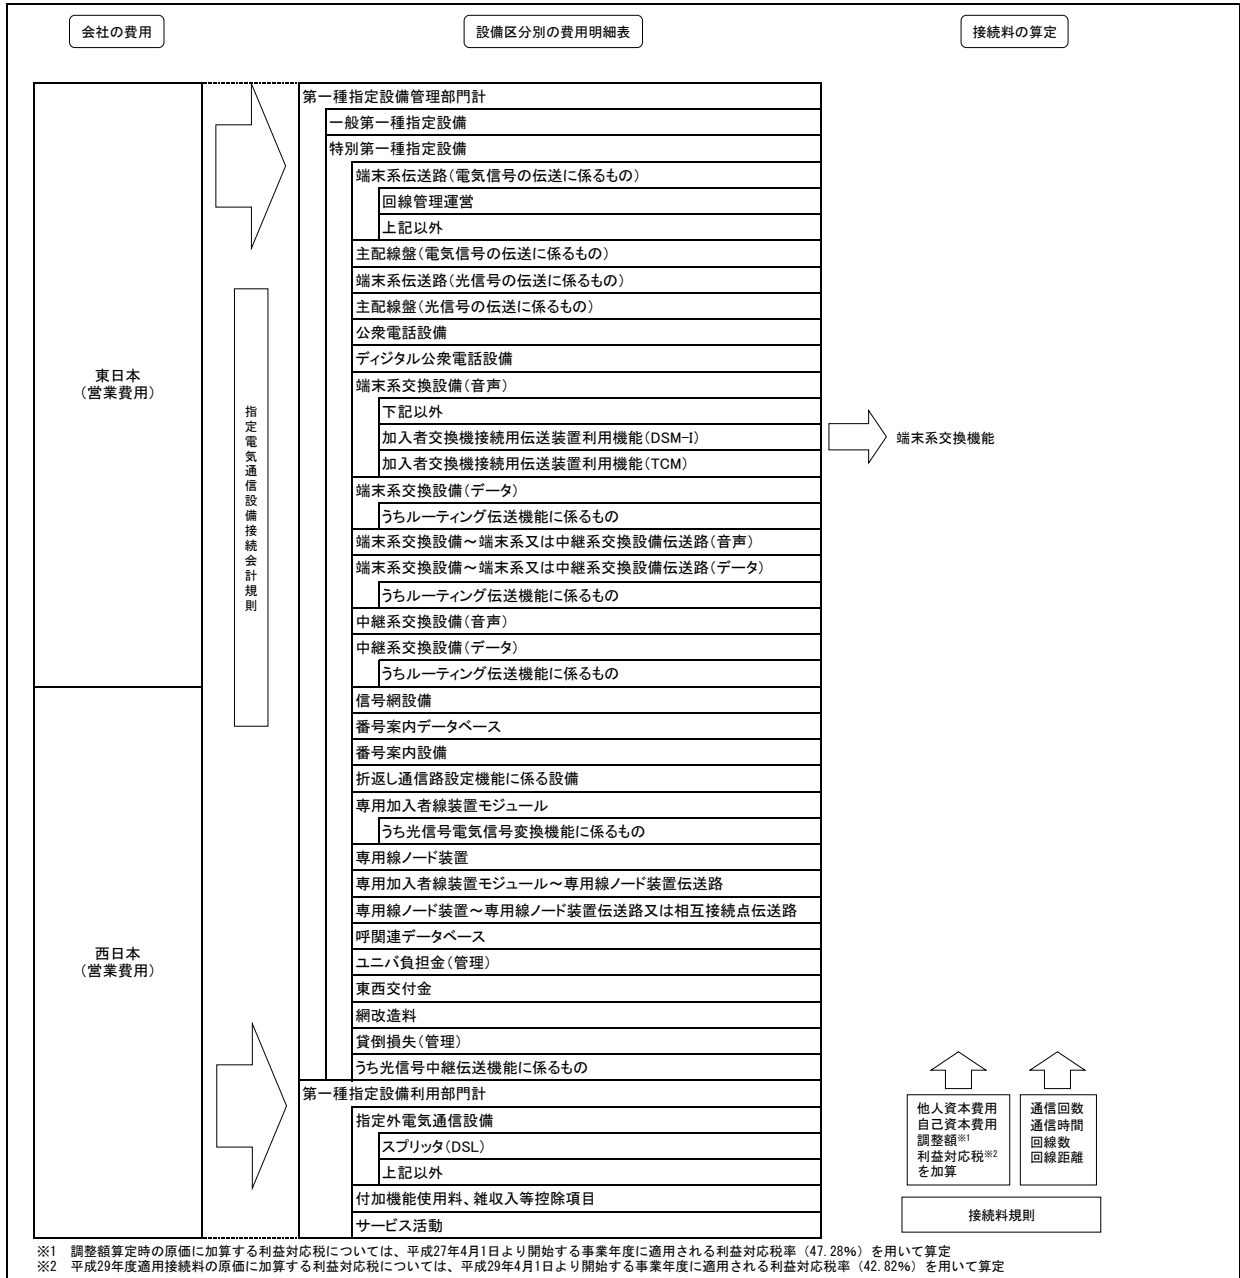 会社の費用
設備区分別の費用明細表
接続料の算定
東日本
(営業費用)
西日本
(営業費用)
指定電気通信設備接続会計規則
第一種指定設備管理部門計
一般第一種指定設備
特別第一種指定設備
端末系伝送路(電気信号の伝送に係るもの)
回線管理運営
上記以外
主配線盤(電気信号の伝送に係るもの)
端末系伝送路(光信号の伝送に係るもの)
主配線盤(光信号の伝送に係るもの)
公衆電話設備
ディジタル公衆電話設備
端末系交換設備(音声)
下記以外
加入者交換機接続用伝送装置利用機能(DSM-I)
加入者交換機接続用伝送装置利用機能(TCM)
端末系交換設備(データ)
うちルーティング伝送機能に係るもの
端末系交換設備～端末系又は中継系交換設備伝送路(音声)
端末系交換設備～端末系又は中継系交換設備伝送路(データ)
うちルーティング伝送機能に係るもの
中継系交換設備(音声)
中継系交換設備(データ)
うちルーティング伝送機能に係るもの
信号網設備
番号案内データベース
番号案内設備
折返し通信路設定機能に係る設備
専用加入者線装置モジュール
うち光信号電気信号変換機能に係るもの
専用線ノード装置
専用加入者線装置モジュール～専用線ノード装置伝送路
専用線ノード装置～専用線ノード装置伝送路又は相互接続点伝送路
呼関連データベース
ユニバ負担金(管理)
東西交付金
網改造料
貸倒損失(管理)
うち光信号中継伝送機能に係るもの
第一種指定設備利用部門計
指定外電気通信設備
スプリッタ(DSL)
上記以外
付加機能使用料、雑収入等控除項目
サービス活動
端末系交換機能
他人資本費用
自己資本費用
調整額※1
利益対応税※2
を加算
通信回数
通信時間
回線数
回線距離
接続料規則
※1　調整額算定時の原価に加算する利益対応税については、平成27年4月1日より開始する事業年度に適用される利益対応税率（47.28%）を用いて算定
※2　平成29年度適用接続料の原価に加算する利益対応税については、平成29年4月1日より開始する事業年度に適用される利益対応税率（42.82%）を用いて算定